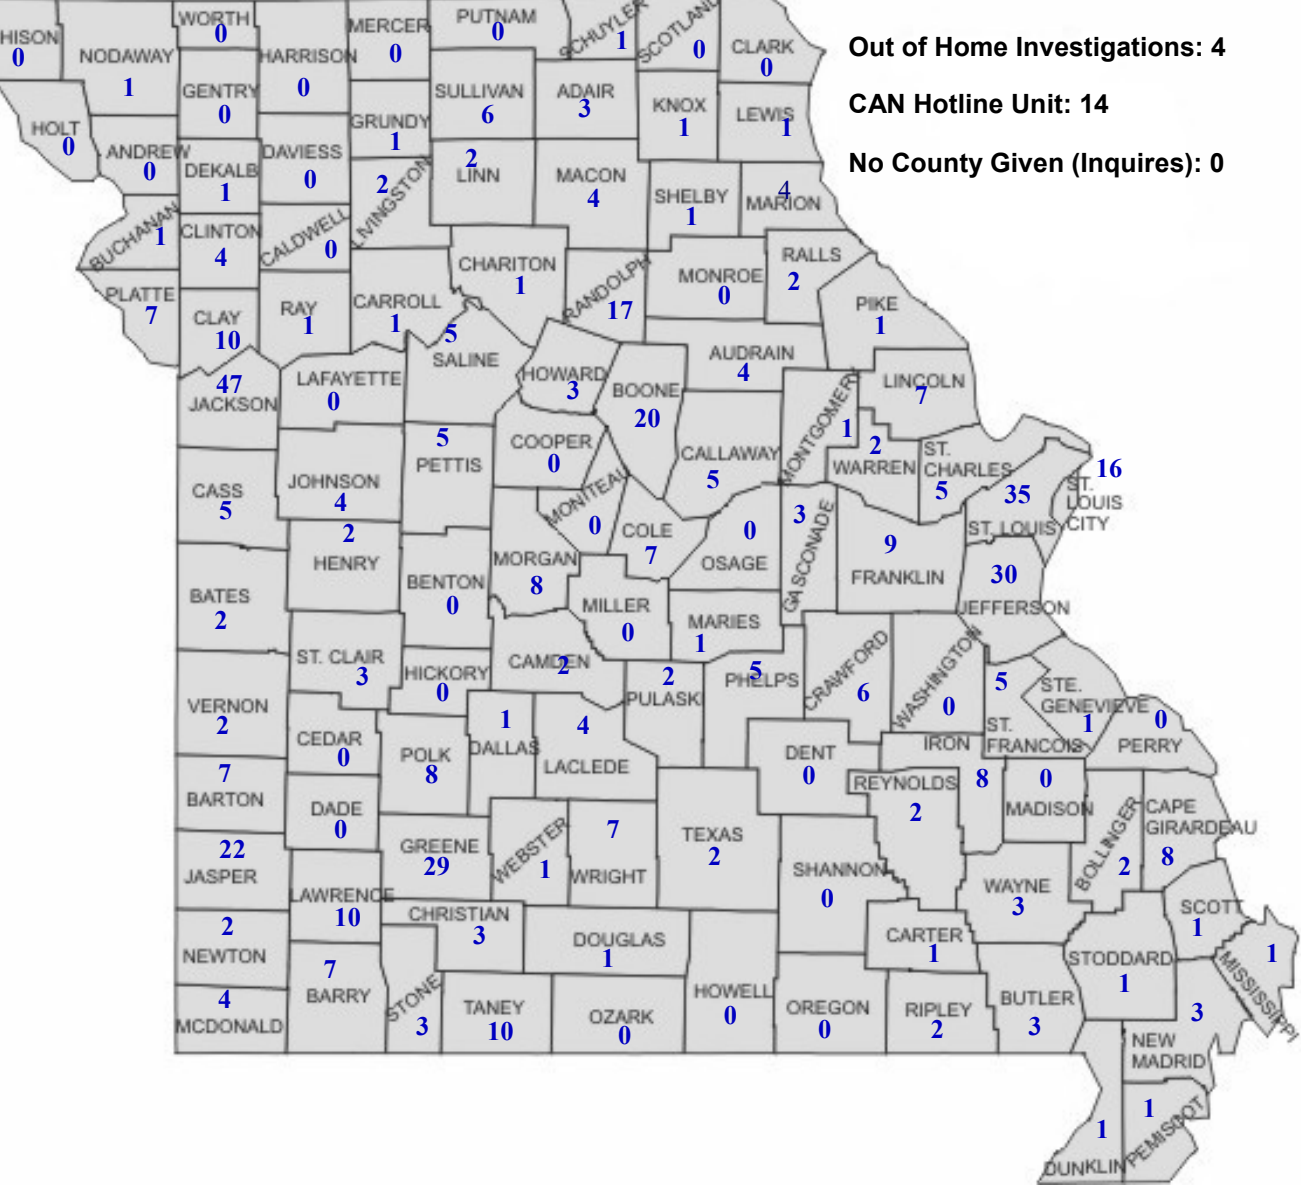 WORTH
0
MERCER
0
PUTNAM
0
SCHUYLER
1
SCOTLAND
0
CLARK
0
Out of Home Investigations: 4
CAN Hotline Unit: 14
No County Given (Inquires): 0
HISON
0
NODAWAY
1
HARRISON
0
GENTRY
0
SULLIVAN
6
ADAIR
3
KNOX
1
LEWIS
1
HOLT
0
ANDREW
0
DEKALB
1
DAVIESS
0
GRUNDY
1
LIVINGSTON
2
2
LINN
MACON
4
SHELBY
1
4
MARION
BUCHANAN
1
CLINTON
4
CALDWELL
0
CHARITON
1
RANDOLPH
17
MONROE
0
RALLS
2
PLATTE
7
CLAY
10
RAY
1
CARROLL
1
5
SALINE
PIKE
1
AUDRAIN
4
47
JACKSON
LAFAYETTE
0
HOWARD
3
BOONE
20
MONTGOMERY
1
LINCOLN
7
5
PETTIS
COOPER
0
CALLAWAY
5
2
WARREN
ST.
CHARLES
5
35
ST. LOUIS
16
ST.
LOUIS
CITY
CASS
5
JOHNSON
4
MONITEAU
0
COLE
7
0
OSAGE
3
GASCONADE
9
FRANKLIN
30
JEFFERSON
2
HENRY
BENTON
0
MORGAN
8
BATES
2
MILLER
0
MARIES
1
ST. CLAIR
3
HICKORY
0
CAMDEN
2
2
PULASKI
5
PHELPS
CRAWFORD
6
WASHINGTON
0
5
ST.
FRANCOIS
STE.
GENEVIEVE
1
0
PERRY
VERNON
2
CEDAR
0
POLK
8
1
DALLAS
4
LACLEDE
DENT
0
IRON
8
REYNOLDS
2
0
MADISON
7
BARTON
DADE
0
GREENE
29
WEBSTER
1
7
WRIGHT
TEXAS
2
BOLLINGER
2
CAPE
GIRARDEAU
8
22
JASPER
LAWRENCE
10
SHANNON
0
WAYNE
3
SCOTT
1
2
NEWTON
CHRISTIAN
3
DOUGLAS
1
CARTER
1
STODDARD
1
1
MISSISSIPPI
4
MCDONALD
7
BARRY
STONE
3
TANEY
10
OZARK
0
HOWELL
0
OREGON
0
RIPLEY
2
BUTLER
3
3
NEW
MADRID
1
DUNKLIN
1
PEMISCOT